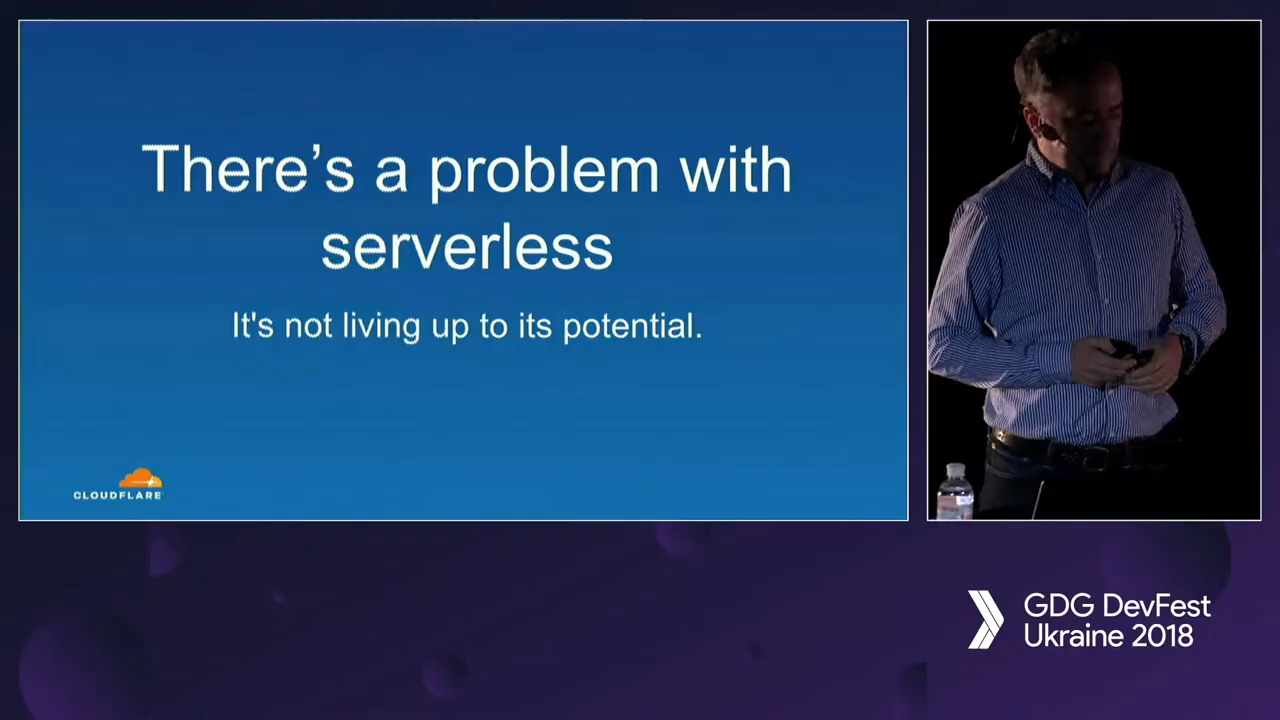 There’s a problem with
serverless
It's not living up to its potential.
CLOUDFLARE
GDG DevFest
Ukraine 2018